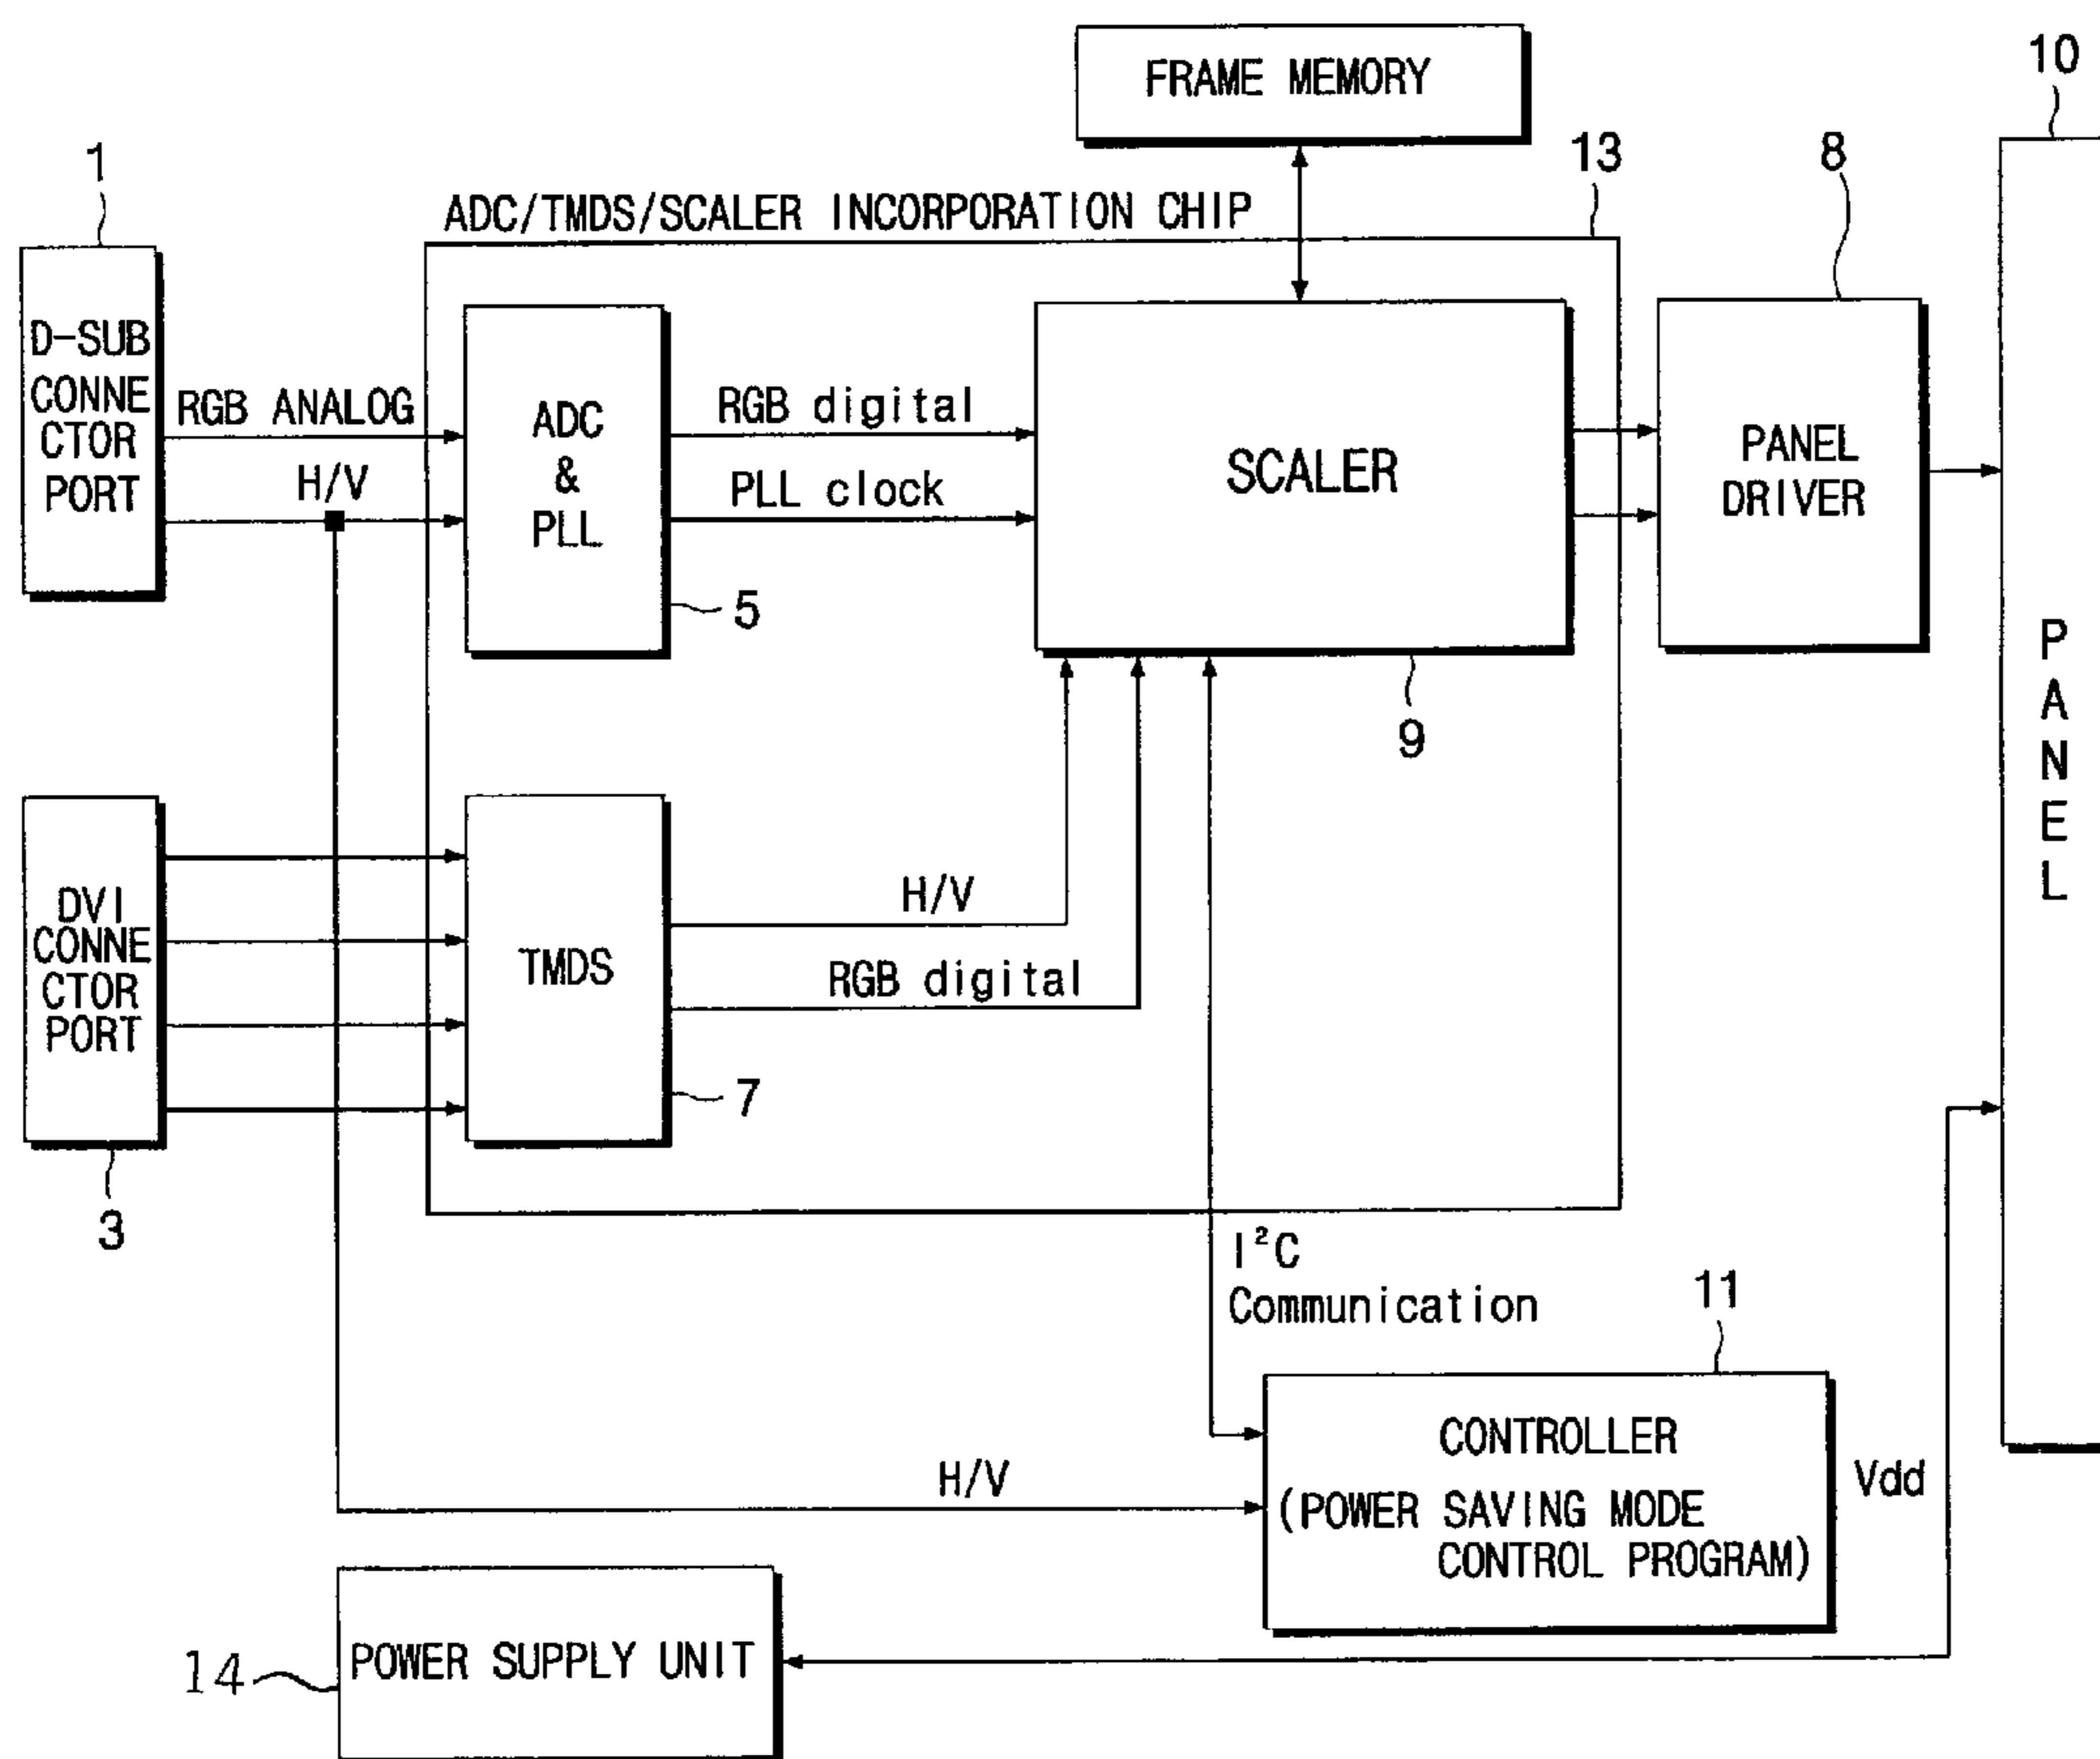 FRAME MEMORY
10
1
13
8
ADC/TMDS/SCALER INCORPORATION CHIP
D-SUB
CONNE
CTOR
PORT
RGB ANALOG
H/V
ADC
&
PLL
5
RGB digital
PLL clock
SCALER
9
PANEL
DRIVER
P
A
N
E
L
DVI
CONNE
CTOR
PORT
3
TMDS
7
H/V
RGB digital
I²C
Communication
11
CONTROLLER
(POWER SAVING MODE
CONTROL PROGRAM)
H/V
Vdd
14
POWER SUPPLY UNIT